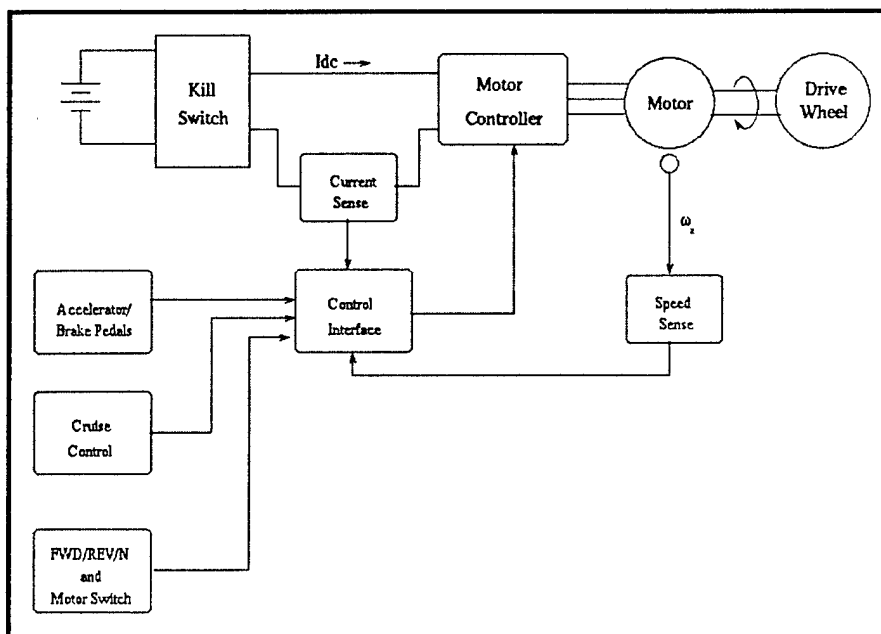 Idc
Kill
Switch
Motor
Controller
Motor
Drive
Wheel
Current
Sense
ω_z
Accelerator/
Brake Pedals
Control
Interface
Speed
Sense
Cruise
Control
FWD/REV/N
and
Motor Switch